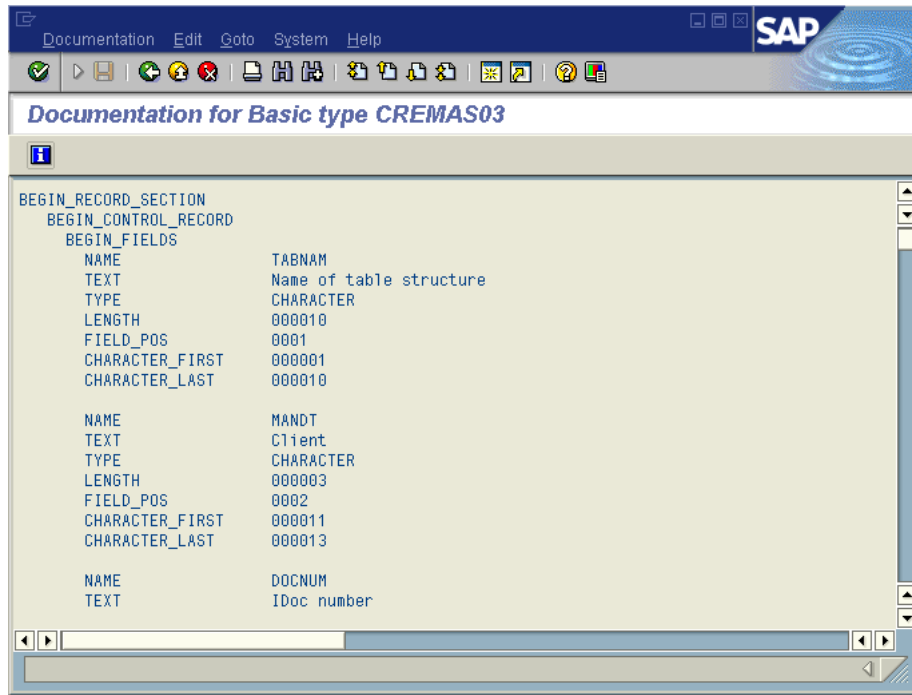 Documentation Edit Goto System Help
SAP
Documentation for Basic type CREMAS03
BEGIN_RECORD_SECTION
BEGIN_CONTROL_RECORD
BEGIN_FIELDS
NAME TABNAM
TEXT Name of table structure
TYPE CHARACTER
LENGTH 000010
FIELD_POS 0001
CHARACTER_FIRST 000001
CHARACTER_LAST 000010
NAME MANDT
TEXT Client
TYPE CHARACTER
LENGTH 000003
FIELD_POS 0002
CHARACTER_FIRST 000011
CHARACTER_LAST 000013
NAME DOCNUM
TEXT IDoc number